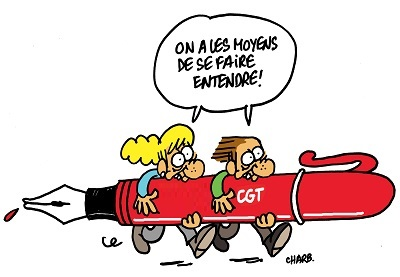 ON A LES MOYENS
DE SE FAIRE
ENTENDRE!
CGT
CHARB.